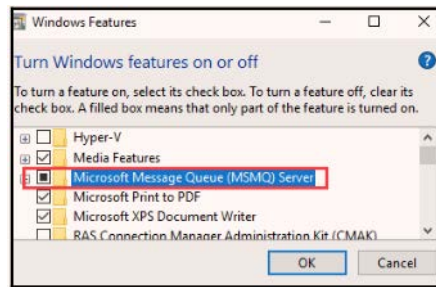 Windows Features
Turn Windows features on or off
To turn a feature on, select its check box. To turn a feature off, clear its
check box. A filled box means that only part of the feature is turned on.
Hyper-V
Media Features
Microsoft Message Queue (MSMQ) Server
Microsoft Print to PDF
Microsoft XPS Document Writer
RAS Connection Manager Administration Kit (CMAK)
OK Cancel